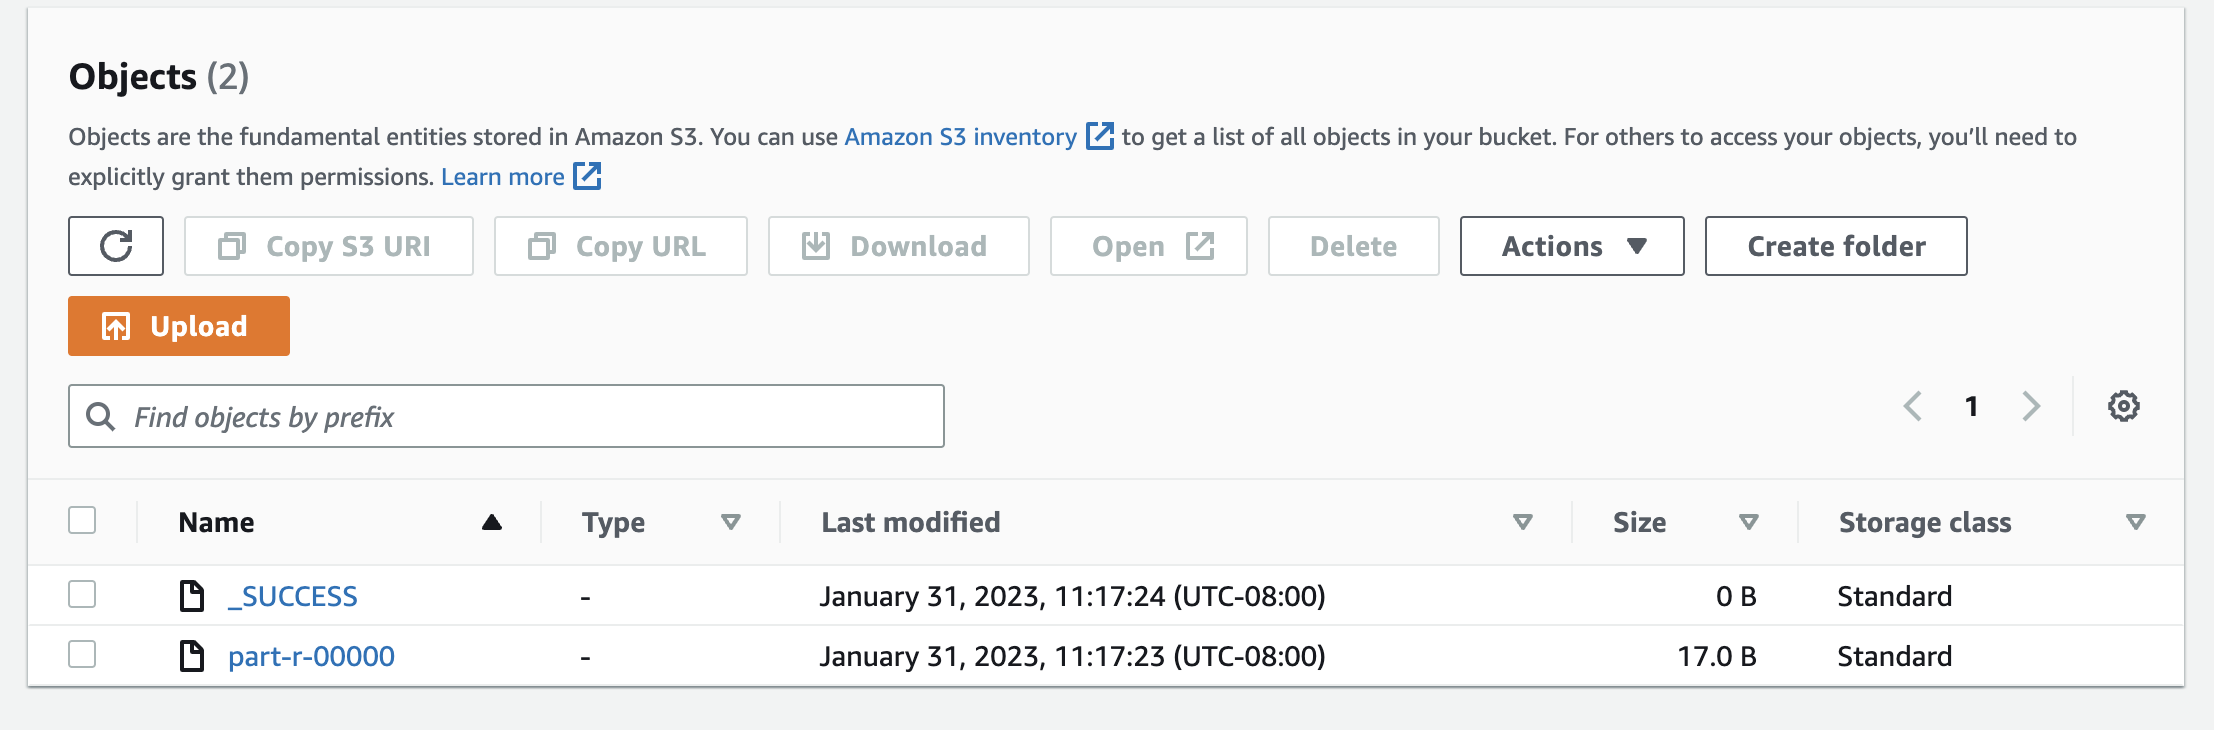 Objects (2)
Objects are the fundamental entities stored in Amazon S3. You can use Amazon S3 inventory to get a list of all objects in your bucket. For others to access your objects, you’ll need to
explicitly grant them permissions. Learn more
Copy S3 URI Copy URL Download Open Delete Actions Create folder
Upload
Find objects by prefix 1
Name Type Last modified Size Storage class
_SUCCESS - January 31, 2023, 11:17:24 (UTC-08:00) 0 B Standard
part-r-00000 - January 31, 2023, 11:17:23 (UTC-08:00) 17.0 B Standard